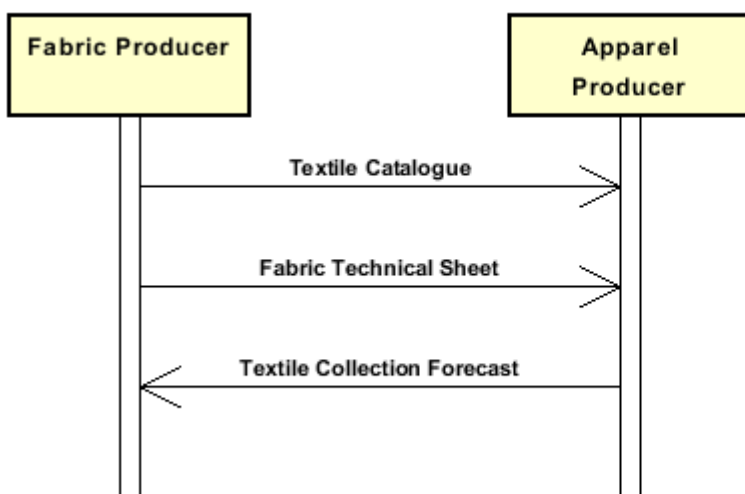 Fabric Producer
Apparel
Producer
Textile Catalogue
Fabric Technical Sheet
Textile Collection Forecast